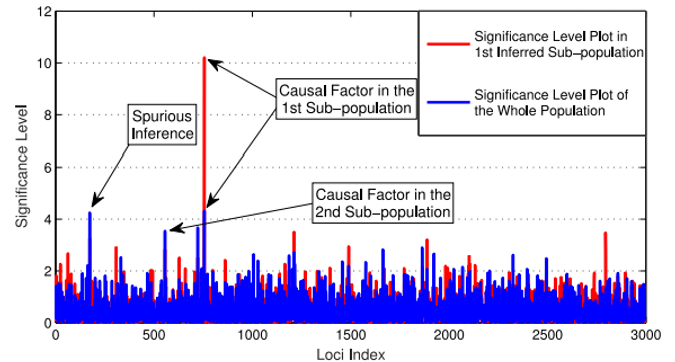 12
10
8
6
4
2
0
Significance Level
Significance Level Plot in
1st Inferred Sub-population
Significance Level Plot of
the Whole Population
Causal Factor in the
1st Sub-population
Spurious
Inference
Causal Factor in the
2nd Sub-population
0 500 1000 1500 2000 2500 3000
Loci Index